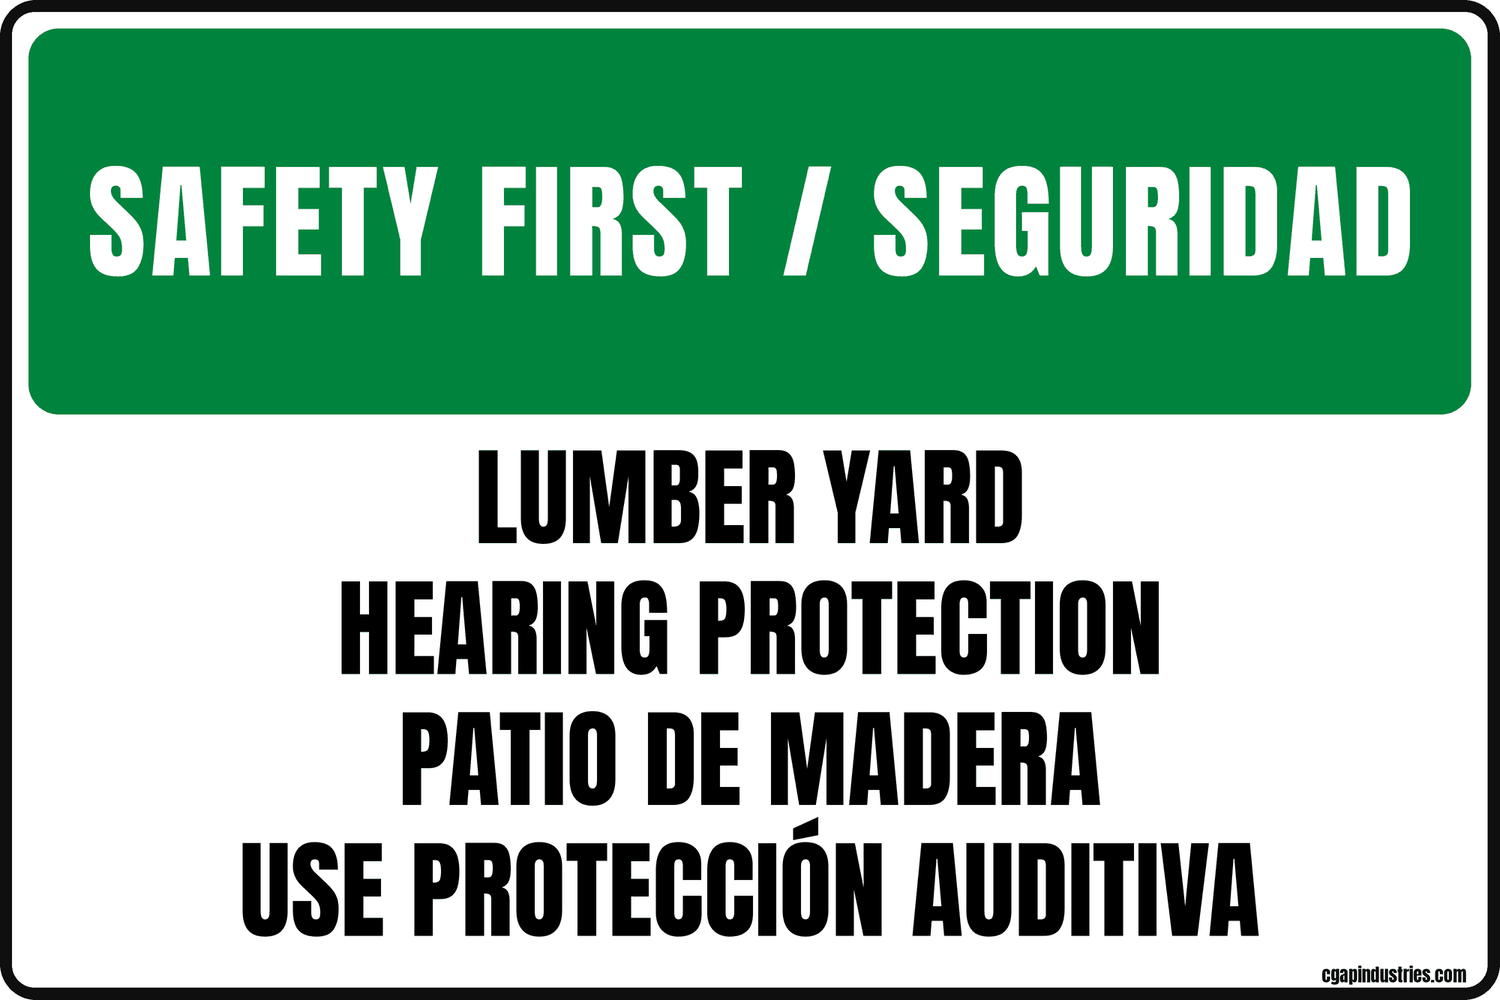 SAFETY FIRST / SEGURIDAD
LUMBER YARD
HEARING PROTECTION
PATIO DE MADERA
USE PROTECCIÓN AUDITIVA
cgapindustries.com